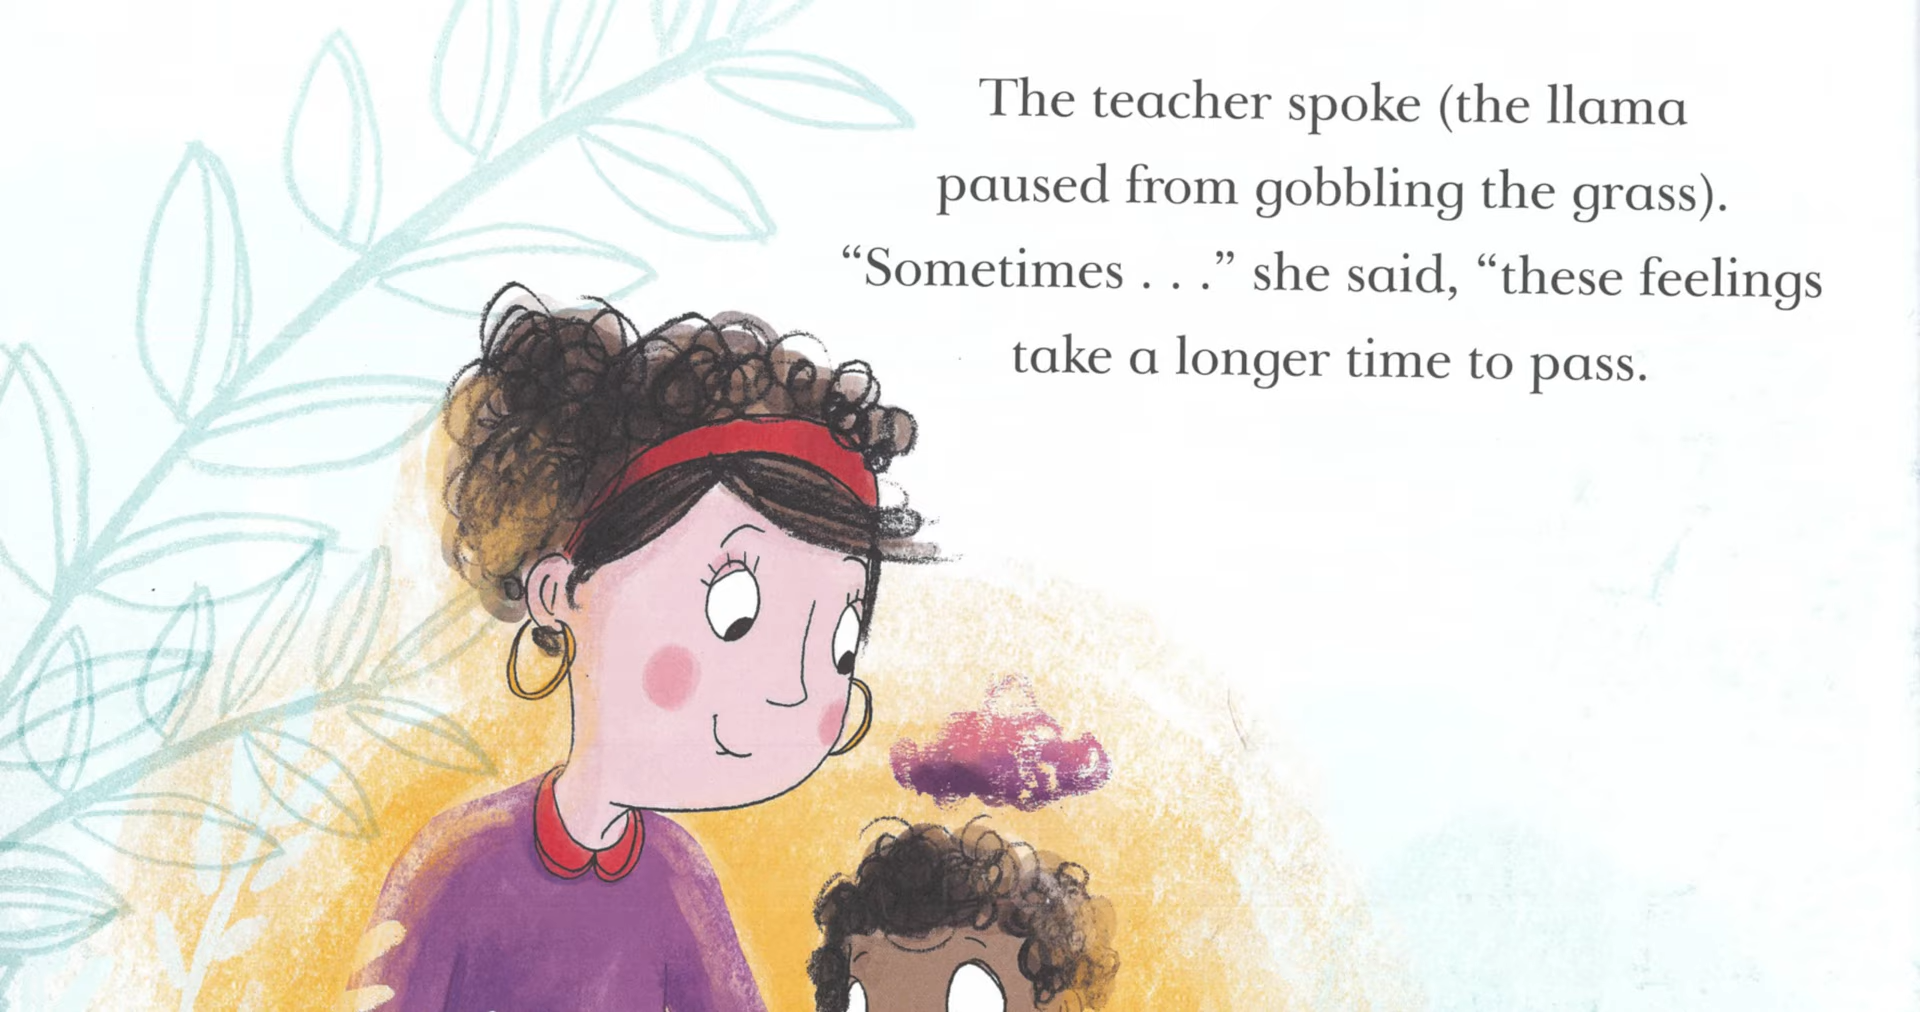 The teacher spoke (the llama
paused from gobbling the grass).
“Sometimes . . .” she said, “these feelings
take a longer time to pass.